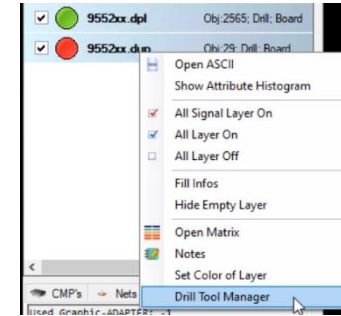 9552xx.dpl Obj:2565; Drill; Board
9552xx.dup Obj:29; Drill; Board
Open ASCII
Show Attribute Histogram
All Signal Layer On
All Layer On
All Layer Off
Fill Infos
Hide Empty Layer
Open Matrix
Notes
Set Color of Layer
Drill Tool Manager
CMP's Nets
Used Graphic-ADAPTER: -1